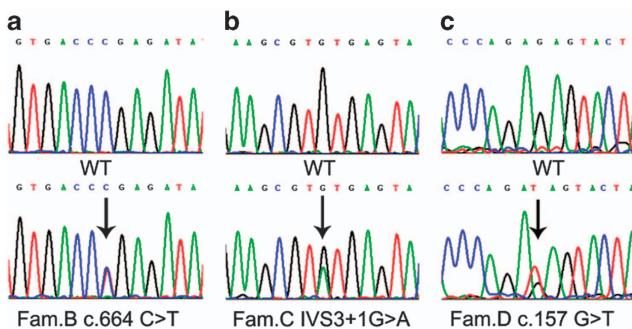 a
G T G A C C C G A G A T A
WT
G T G A C C C G A G A T A
Fam.B c.664 C>T
b
A A G C G T G T G A G T A
WT
A A G C G T G T G A G T A
Fam.C IVS3+1G>A
c
C C C A G A G A G T A C T
WT
C C C A G A T A G T A C T A
Fam.D c.157 G>T